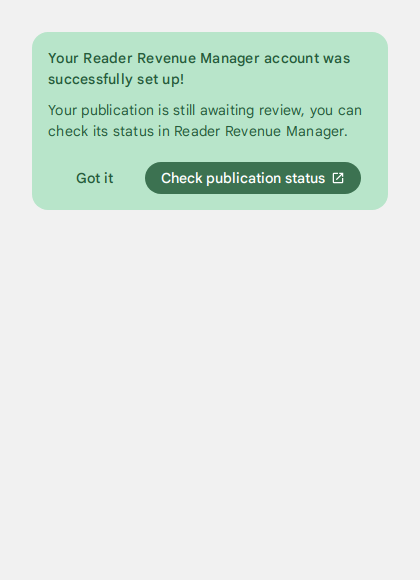 Your Reader Revenue Manager account was
successfully set up!
Your publication is still awaiting review, you can
check its status in Reader Revenue Manager.
Got it
Check publication status